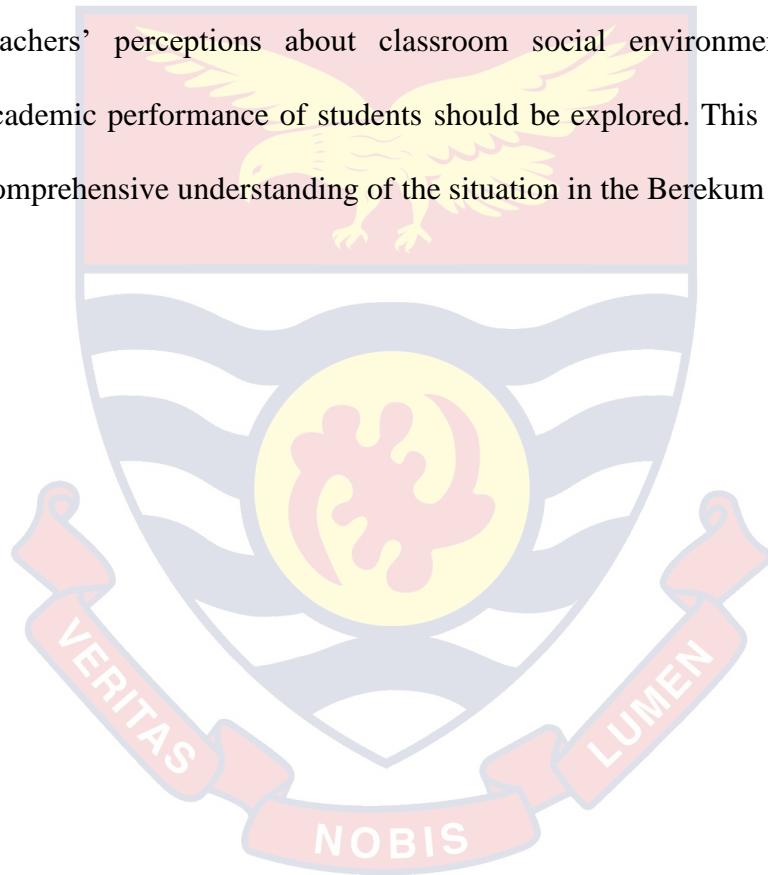 achers’ perceptions about classroom social environme
cademic performance of students should be explored. This
omprehensive understanding of the situation in the Berekum
VERITAS
NOBIS
LUMEN